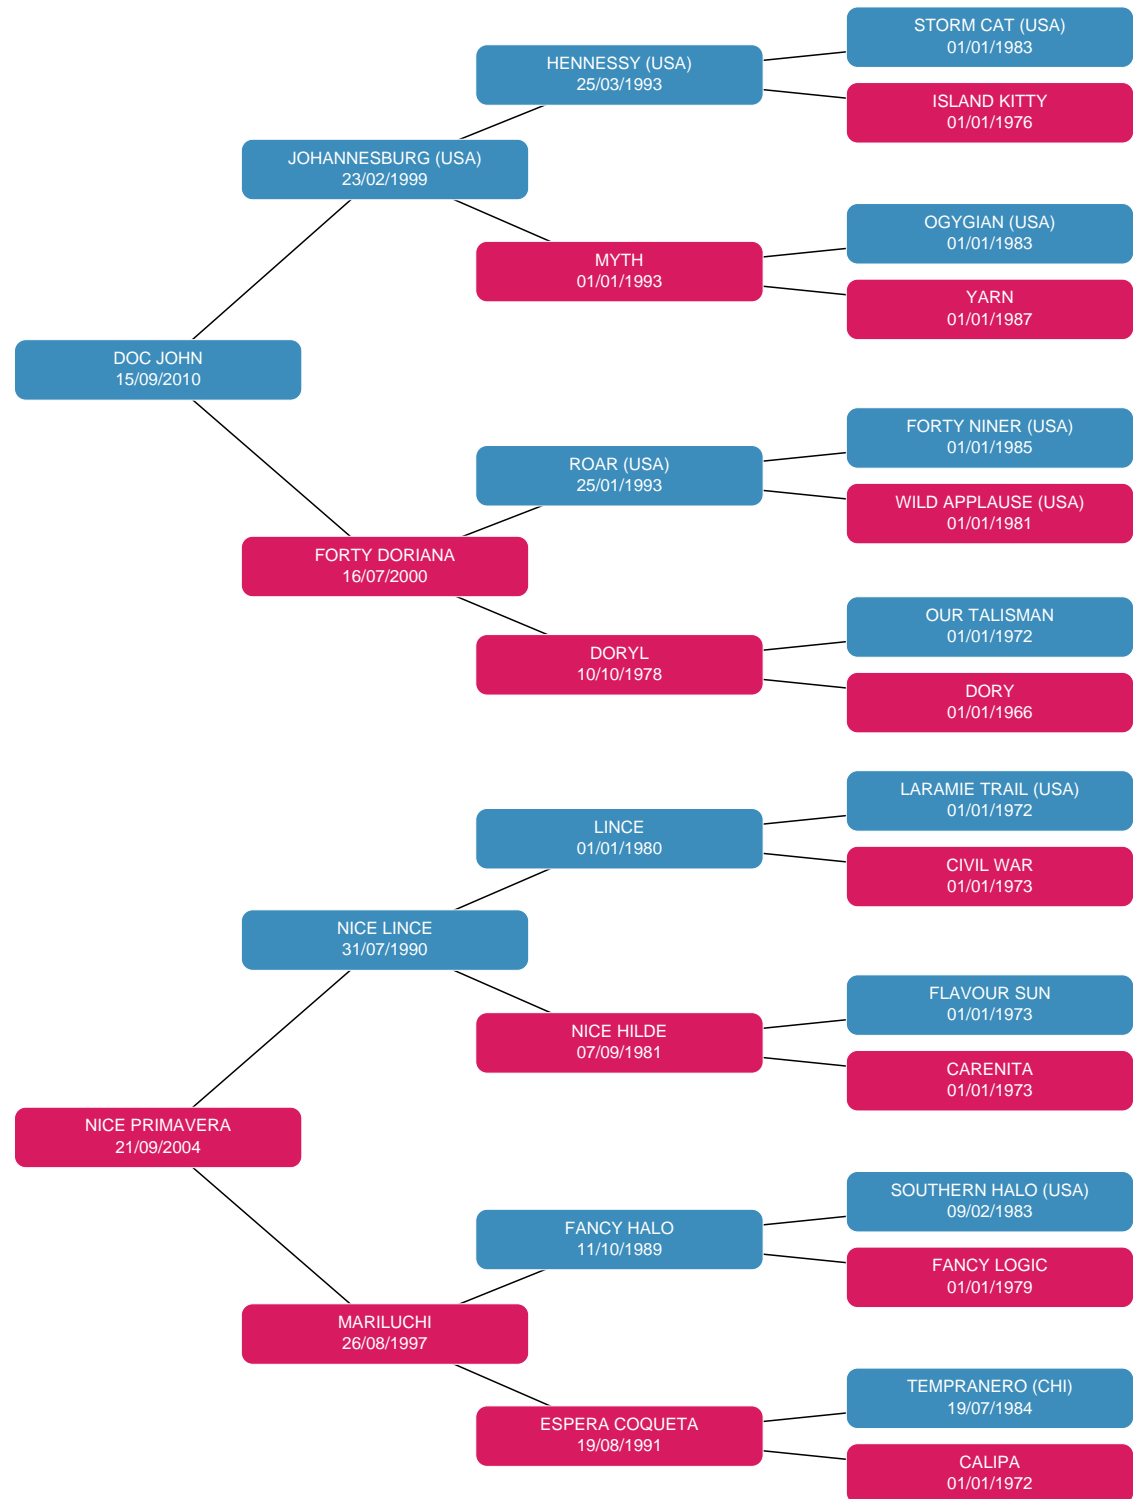 STORM CAT (USA)
01/01/1983
HENNESSY (USA)
25/03/1993
ISLAND KITTY
01/01/1976
JOHANNESBURG (USA)
23/02/1999
OGYGIAN (USA)
01/01/1983
MYTH
01/01/1993
YARN
01/01/1987
DOC JOHN
15/09/2010
FORTY NINER (USA)
01/01/1985
ROAR (USA)
25/01/1993
WILD APPLAUSE (USA)
01/01/1981
FORTY DORIANA
16/07/2000
OUR TALISMAN
01/01/1972
DORYL
10/10/1978
DORY
01/01/1966
LARAMIE TRAIL (USA)
01/01/1972
LINCE
01/01/1980
CIVIL WAR
01/01/1973
NICE LINCE
31/07/1990
FLAVOUR SUN
01/01/1973
NICE HILDE
07/09/1981
CARENITA
01/01/1973
NICE PRIMAVERA
21/09/2004
SOUTHERN HALO (USA)
09/02/1983
FANCY HALO
11/10/1989
FANCY LOGIC
01/01/1979
MARILUCHI
26/08/1997
TEMPRANERO (CHI)
19/07/1984
ESPERA COQUETA
19/08/1991
CALIPA
01/01/1972